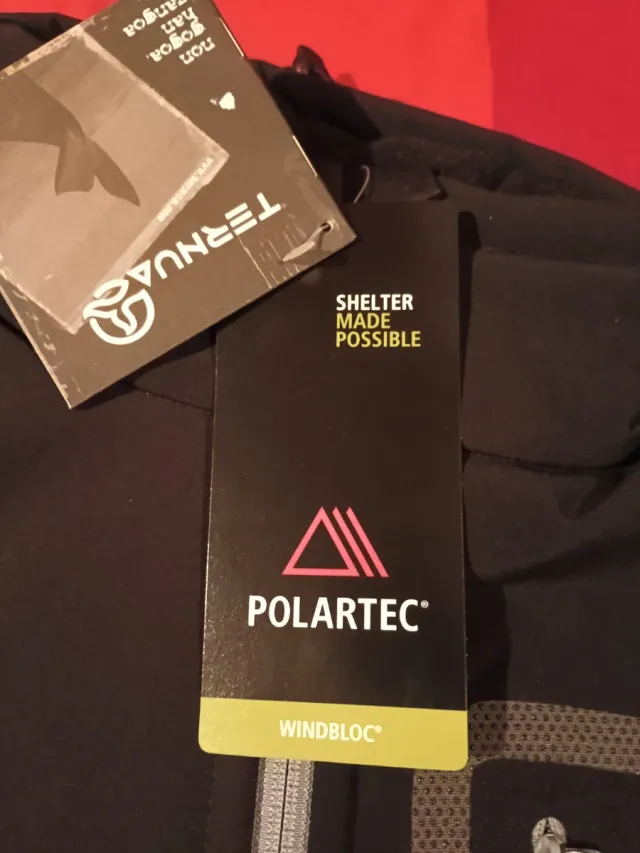 non
han
gogoa,
zangoa
TERNUA
SHELTER
MADE
POSSIBLE
POLARTEC®
WINDBLOC®